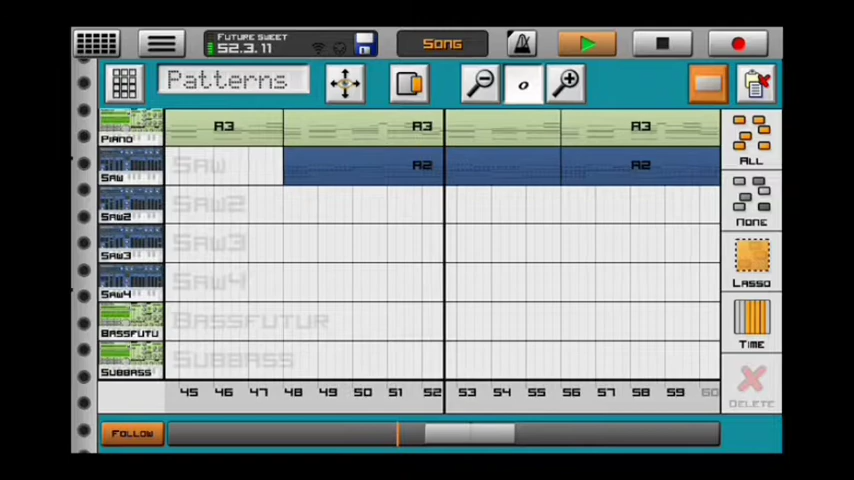 Future sweet
52.3.11
Song
Patterns
o
Piano
A3
A3
A3
Saw
Saw
A2
A2
Saw2
Saw2
Saw3
Saw3
Saw4
Saw4
Bassfutu
Bassfutur
Subbass
Subbass
45 46 47 48 49 50 51 52 53 54 55 56 57 58 59 60
All
None
Lasso
Time
Delete
Follow